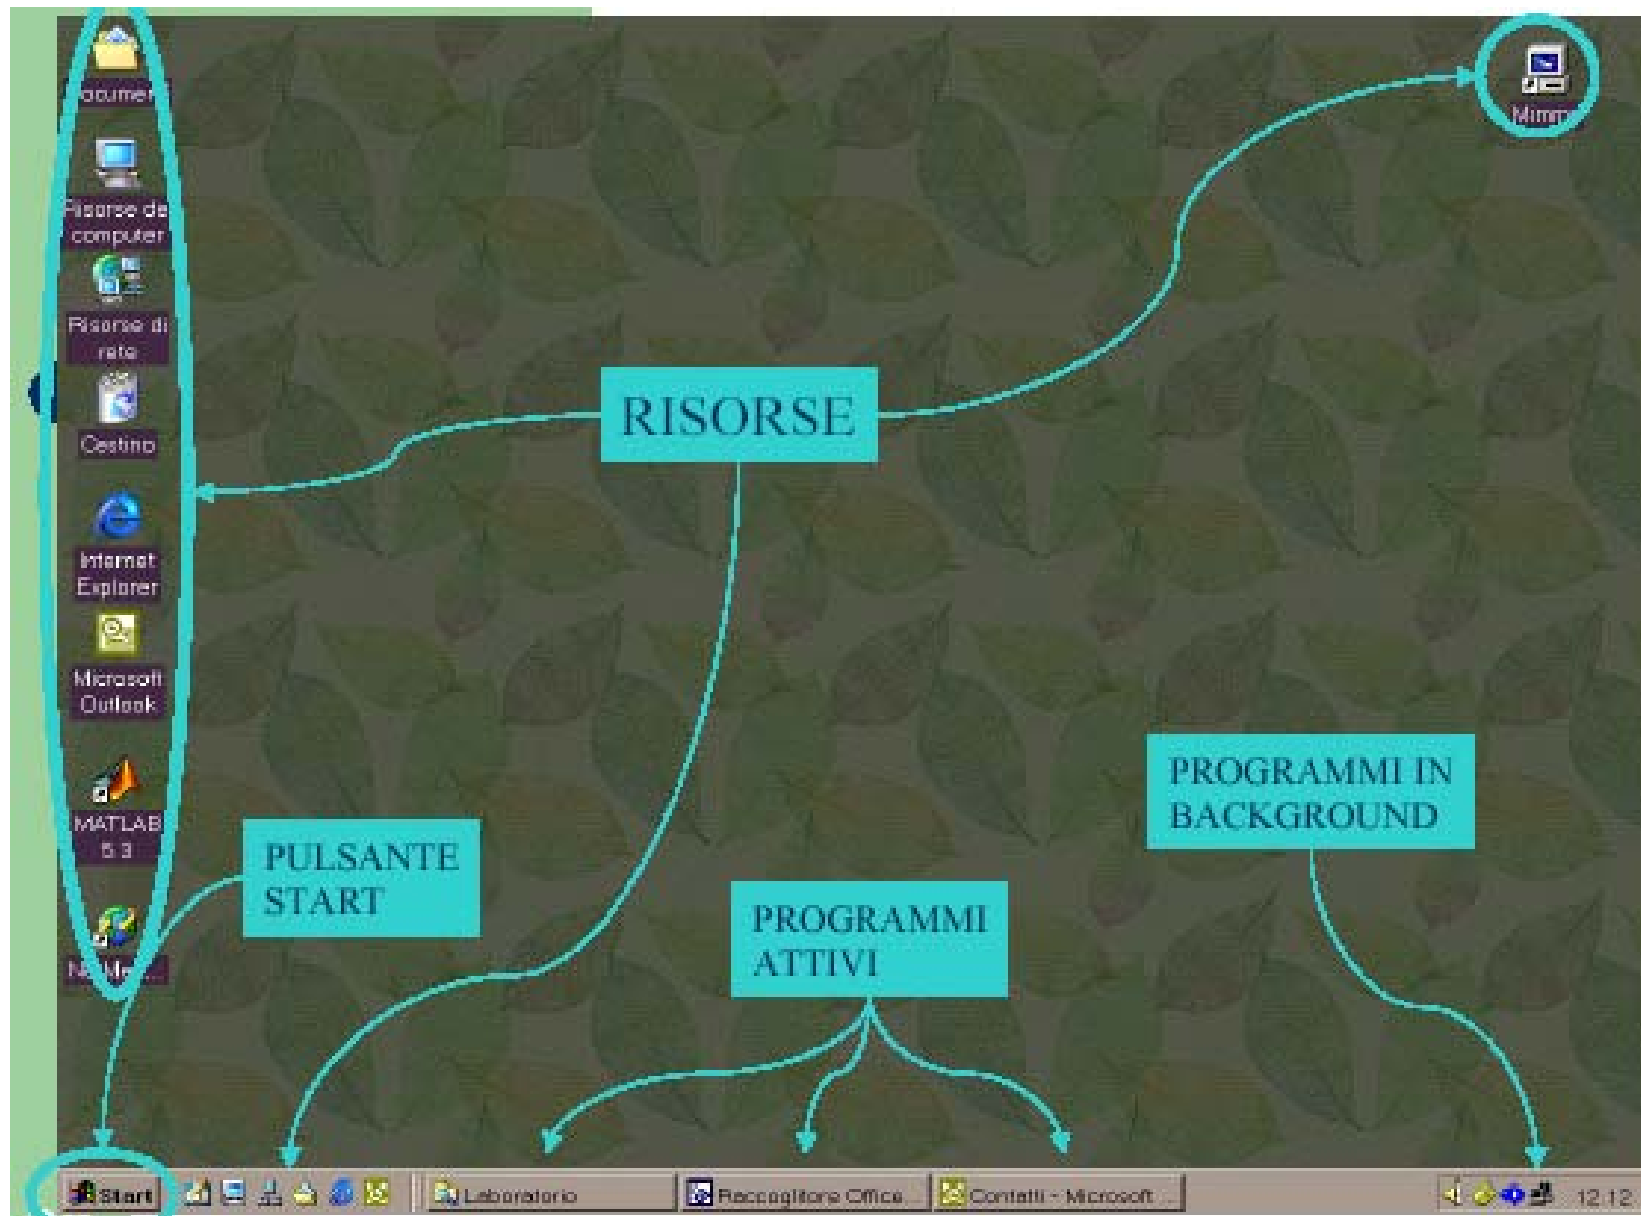 Risorse de
computer
Risorse di
rete
Cestino
Internet
Explorer
Microsoft
Outlook
MATLAB
5.3
RISORSE
PULSANTE
START
PROGRAMMI
ATTIVI
PROGRAMMI IN
BACKGROUND
Start
Laboratorio
Raccoglitore Office...
Contatti - Microsoft ...
12.12